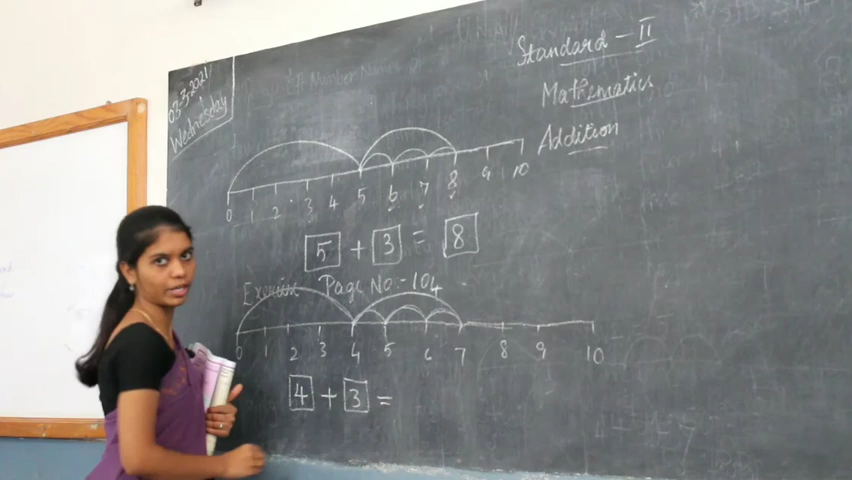 03-3-2021
Wednesday
Standard - II
Mathematics
Addition
0 1 2 3 4 5 6 7 8 9 10
5 + 3 = 8
Exercise Page No:- 104
0 1 2 3 4 5 6 7 8 9 10
4 + 3 =